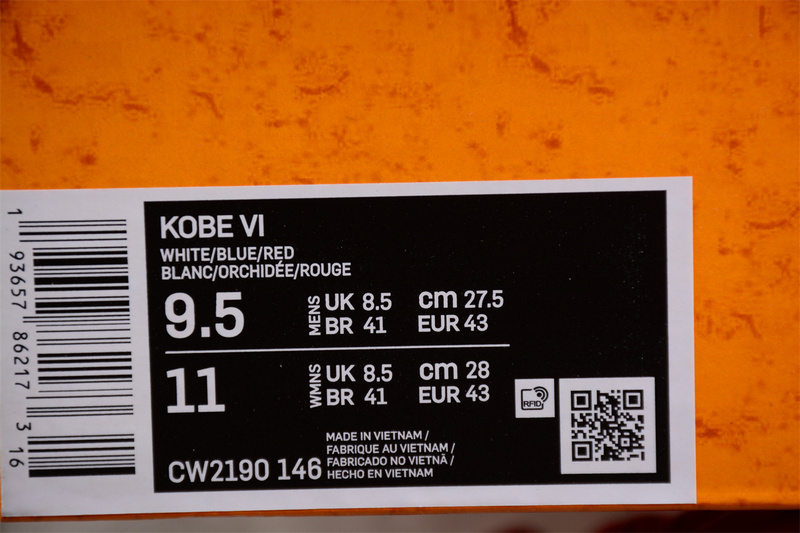 1 93657 86217 3 16
KOBE VI
WHITE/BLUE/RED
BLANC/ORCHIDÉE/ROUGE
9.5 MENS UK 8.5 cm 27.5
BR 41 EUR 43
11 WMNS UK 8.5 cm 28
BR 41 EUR 43
RFID
CW2190 146
MADE IN VIETNAM /
FABRIQUE AU VIETNAM /
FABRICADO NO VIETNÃ /
HECHO EN VIETNAM